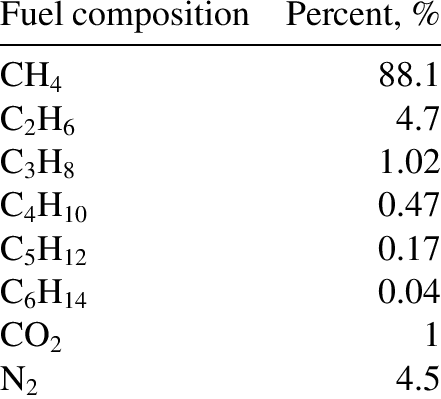 Fuel composition Percent, %
CH₄ 88.1
C₂H₆ 4.7
C₃H₈ 1.02
C₄H₁₀ 0.47
C₅H₁₂ 0.17
C₆H₁₄ 0.04
CO₂ 1
N₂ 4.5